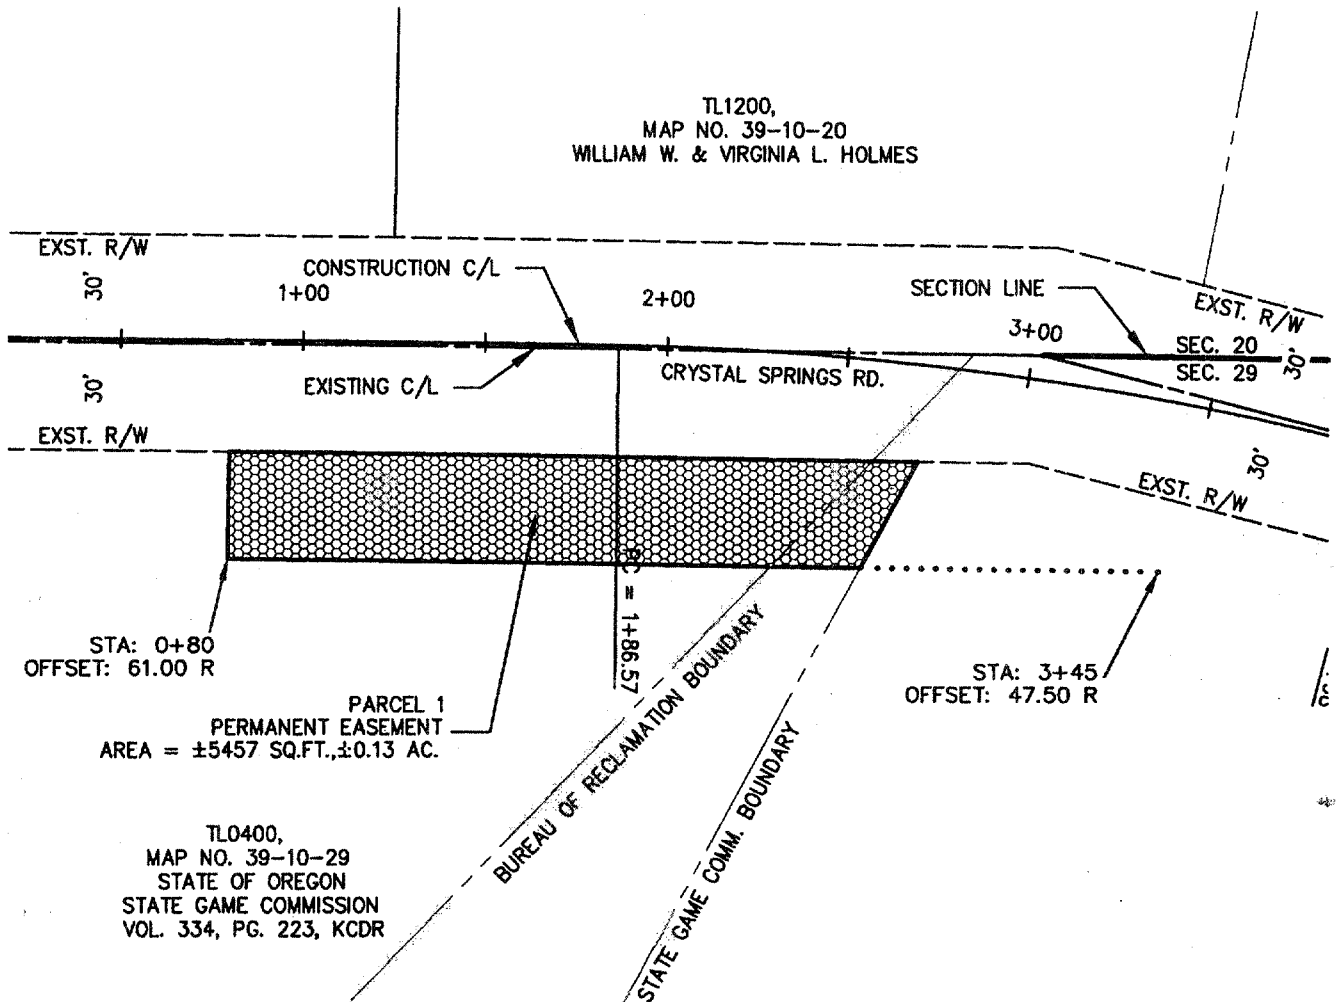 TL1200,
MAP NO. 39-10-20
WILLIAM W. & VIRGINIA L. HOLMES
EXST. R/W
30'
1+00
CONSTRUCTION C/L
2+00
SECTION LINE
3+00
EXST. R/W
SEC. 20
SEC. 29
30'
30'
EXISTING C/L
CRYSTAL SPRINGS RD.
EXST. R/W
30'
EXST. R/W
PC = 1+86.57
STA: 0+80
OFFSET: 61.00 R
STA: 3+45
OFFSET: 47.50 R
PARCEL 1
PERMANENT EASEMENT
AREA = ±5457 SQ.FT.,±0.13 AC.
BUREAU OF RECLAMATION BOUNDARY
STATE GAME COMM. BOUNDARY
TL0400,
MAP NO. 39-10-29
STATE OF OREGON
STATE GAME COMMISSION
VOL. 334, PG. 223, KCDR